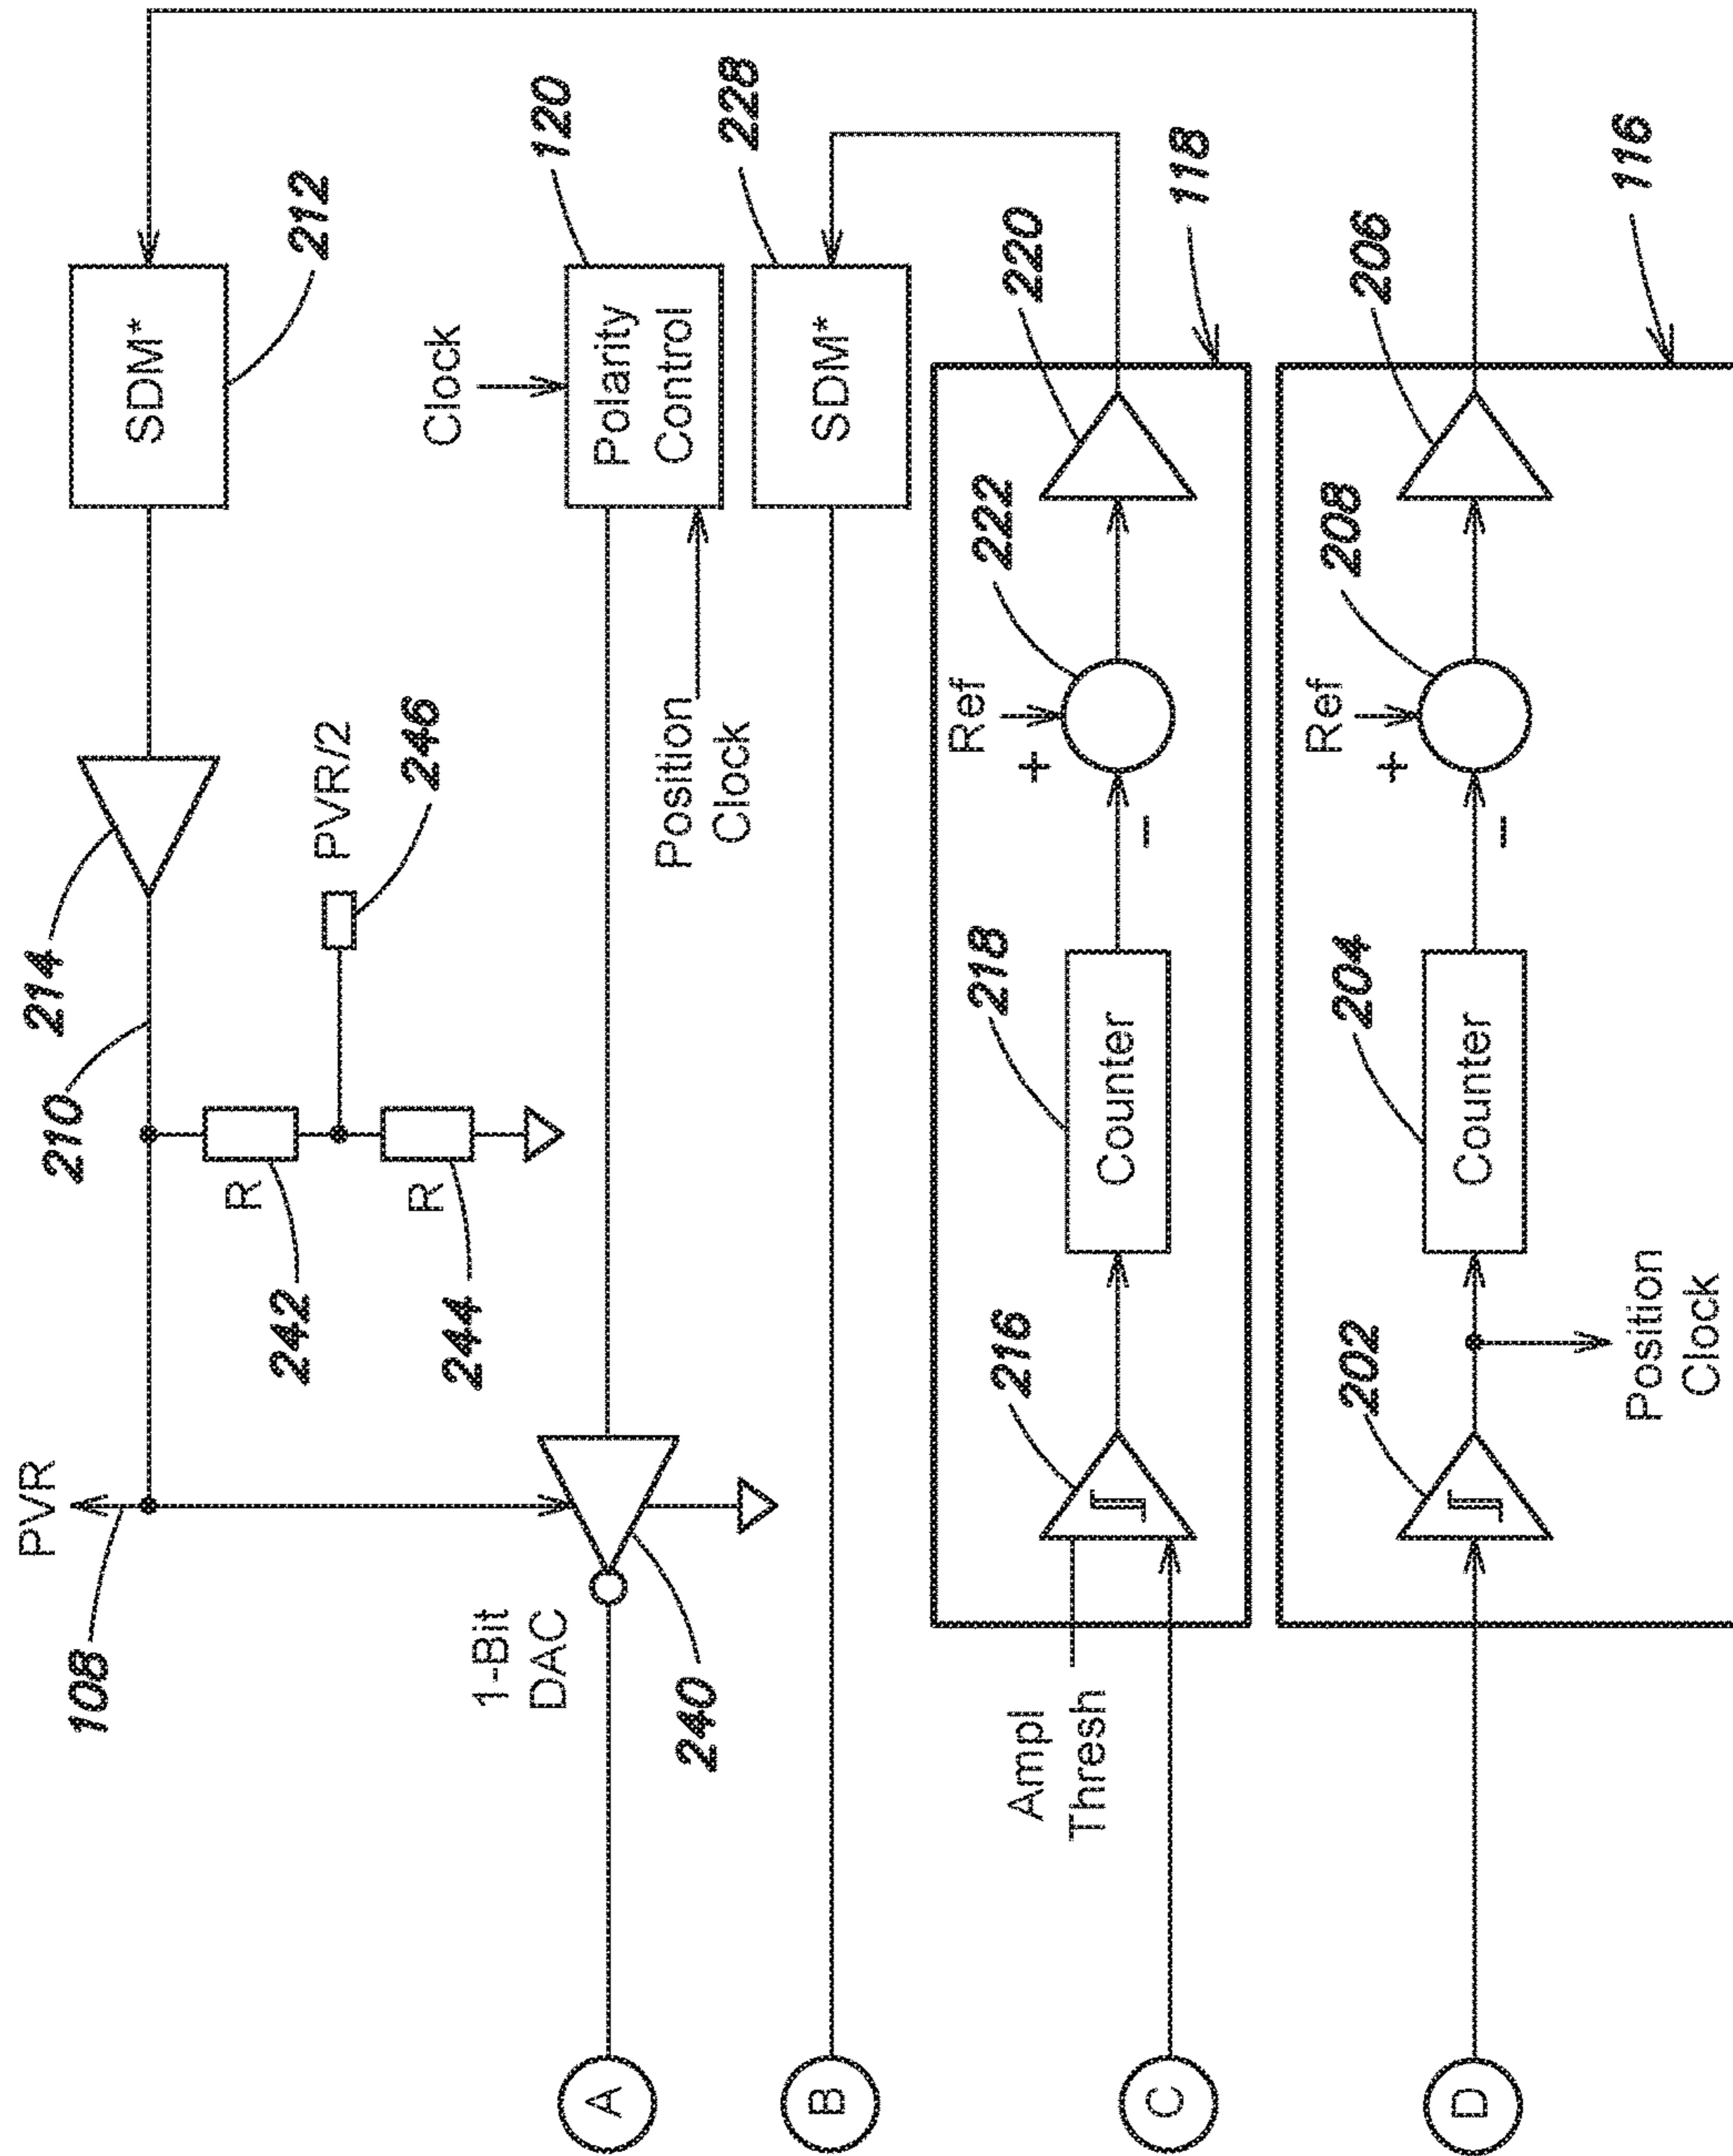 PVR
108
210
214
SDM*
212
R
242
R
244
PVR/2
246
1-Bit
DAC
240
Clock
Polarity
Control
120
Position
Clock
A
SDM*
228
B
Ampl
Thresh
216
Counter
218
Ref
+
-
222
220
118
C
202
Position
Clock
Counter
204
Ref
+
-
208
206
116
D